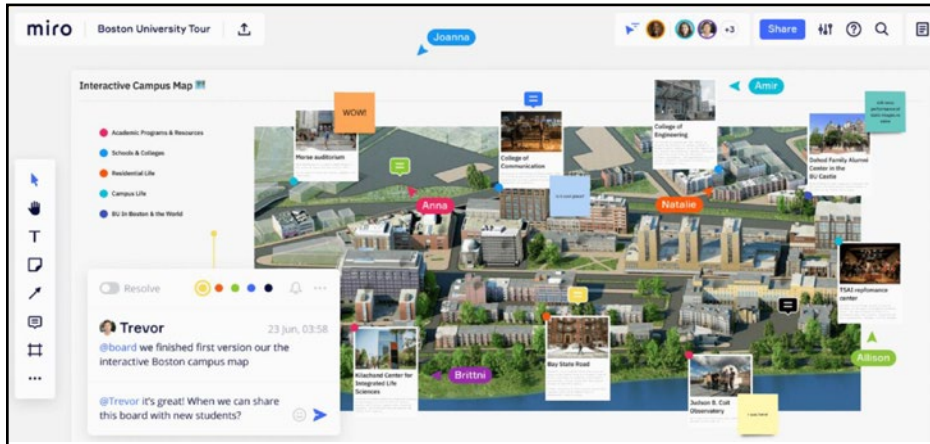 miro
Boston University Tour
+3
Share
Joanna
Interactive Campus Map
Amir
WOW!
Academic Programs & Resources
Schools & Colleges
Residential Life
Campus Life
BU In Boston & the World
Morse auditorium
College of
Communication
College of
Engineering
Dahod Family Alumni
Center in the
BU Castle
Anna
Natalie
T
TSAI
center
Resolve
Trevor
23 Jun, 03:58
@board we finished first version our the
interactive Boston campus map
@Trevor it's great! When we can share
this board with new students?
Kilachand Center for
Integrated Life
Sciences
Brittni
Bay State Road
Judson B. Coit
Observatory
I was here!
Allison